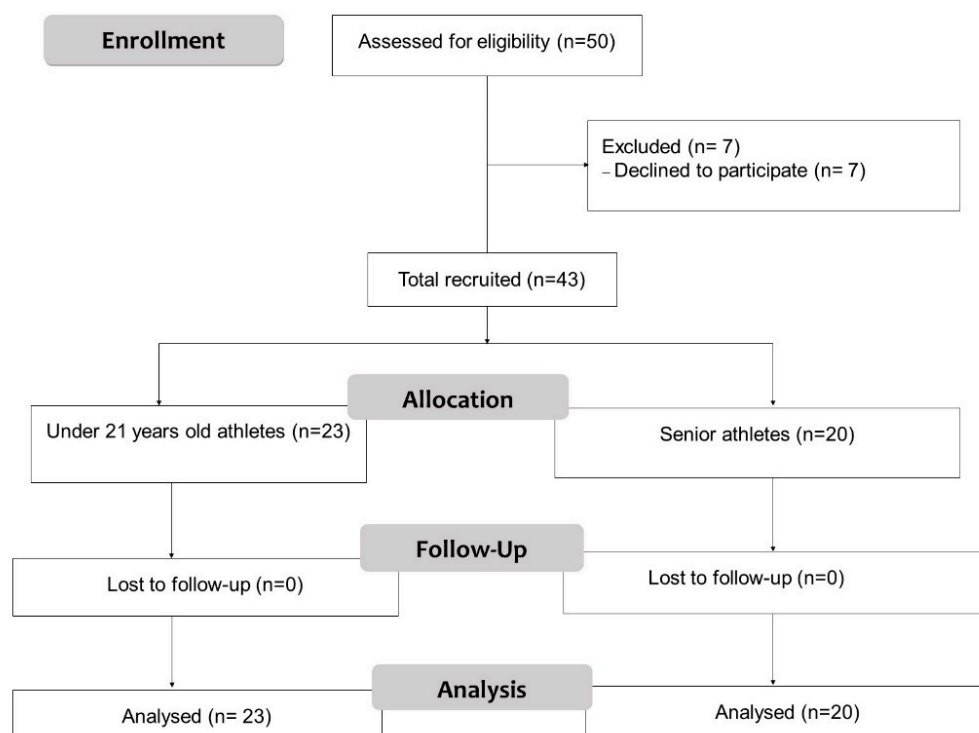 Enrollment
Assessed for eligibility (n=50)
Excluded (n= 7)
– Declined to participate (n= 7)
Total recruited (n=43)
Allocation
Under 21 years old athletes (n=23)
Senior athletes (n=20)
Follow-Up
Lost to follow-up (n=0)
Lost to follow-up (n=0)
Analysis
Analysed (n= 23)
Analysed (n=20)